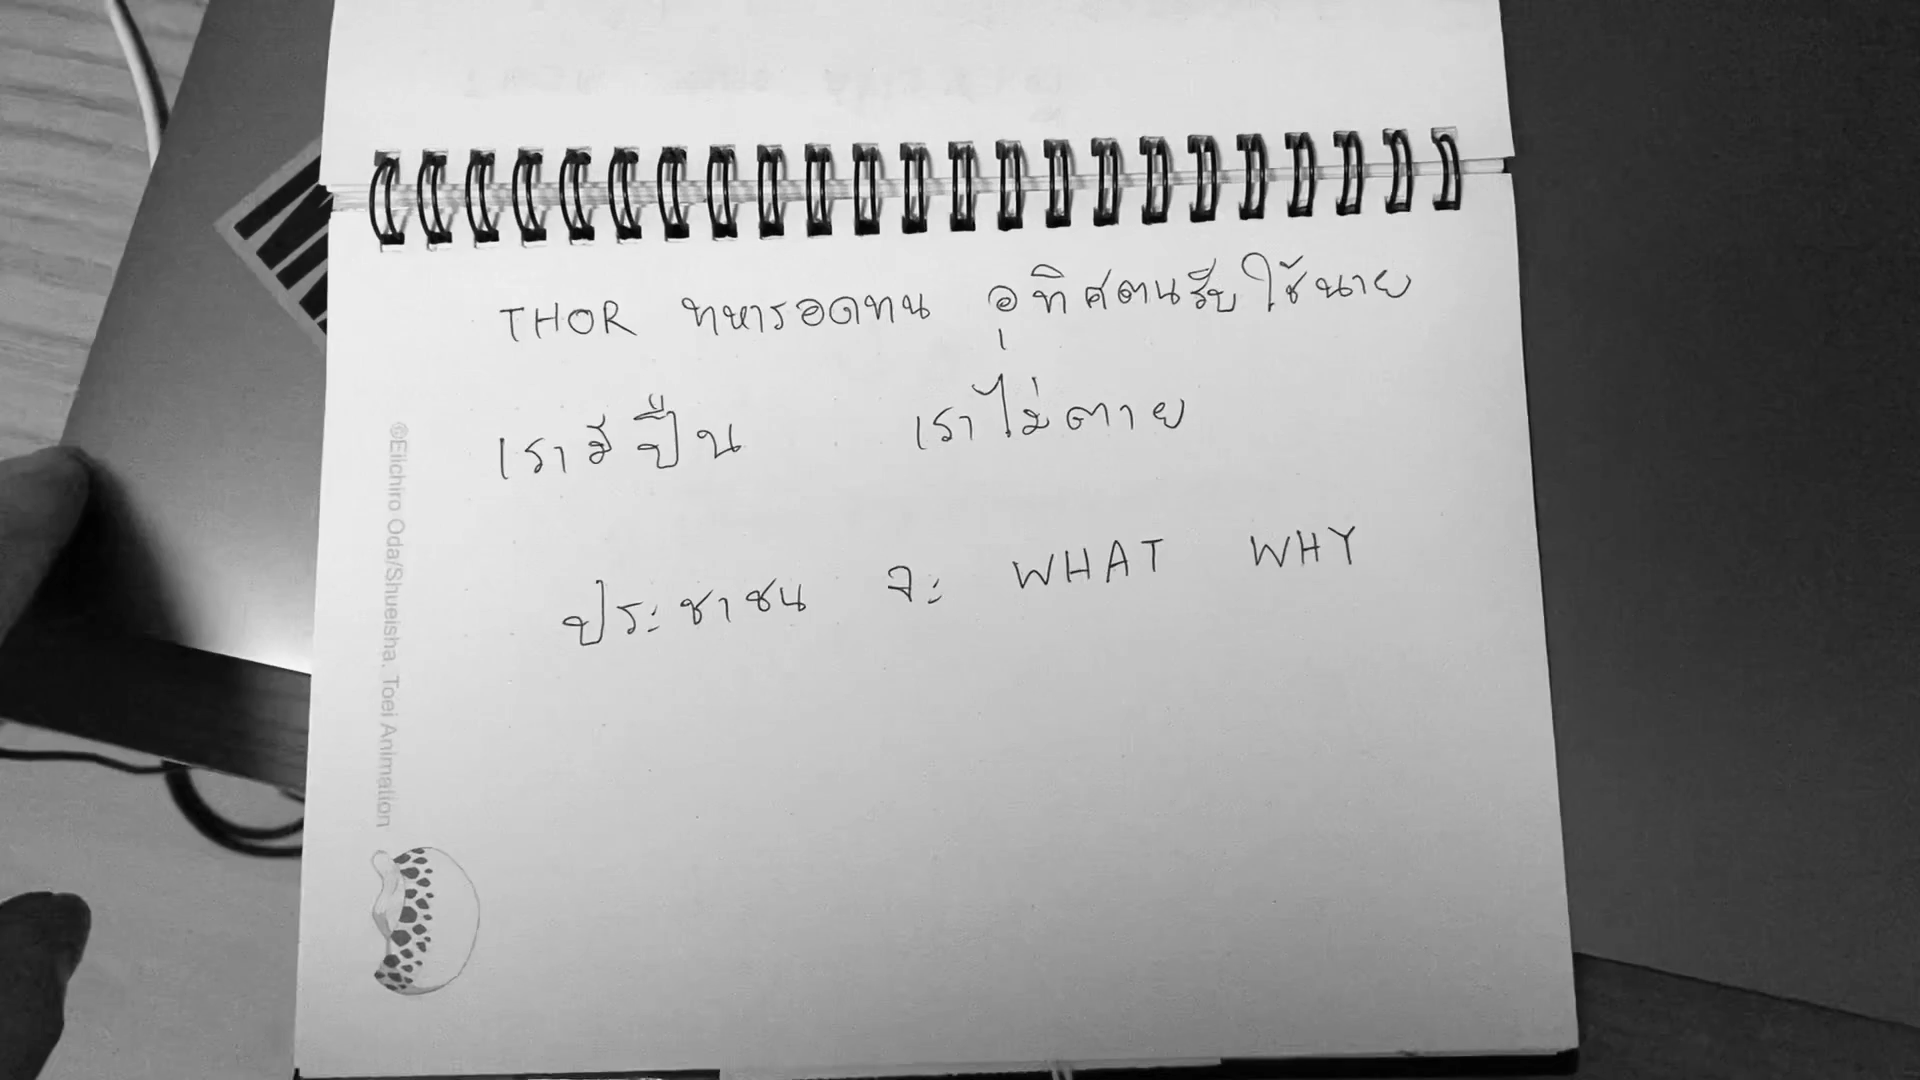 THOR ทหารอดทน อุทิศตนรับใช้นาย
เรามีปืน เราไม่ตาย
ประชาชน จะ WHAT WHY
©Eiichiro Oda/Shueisha. Toei Animation